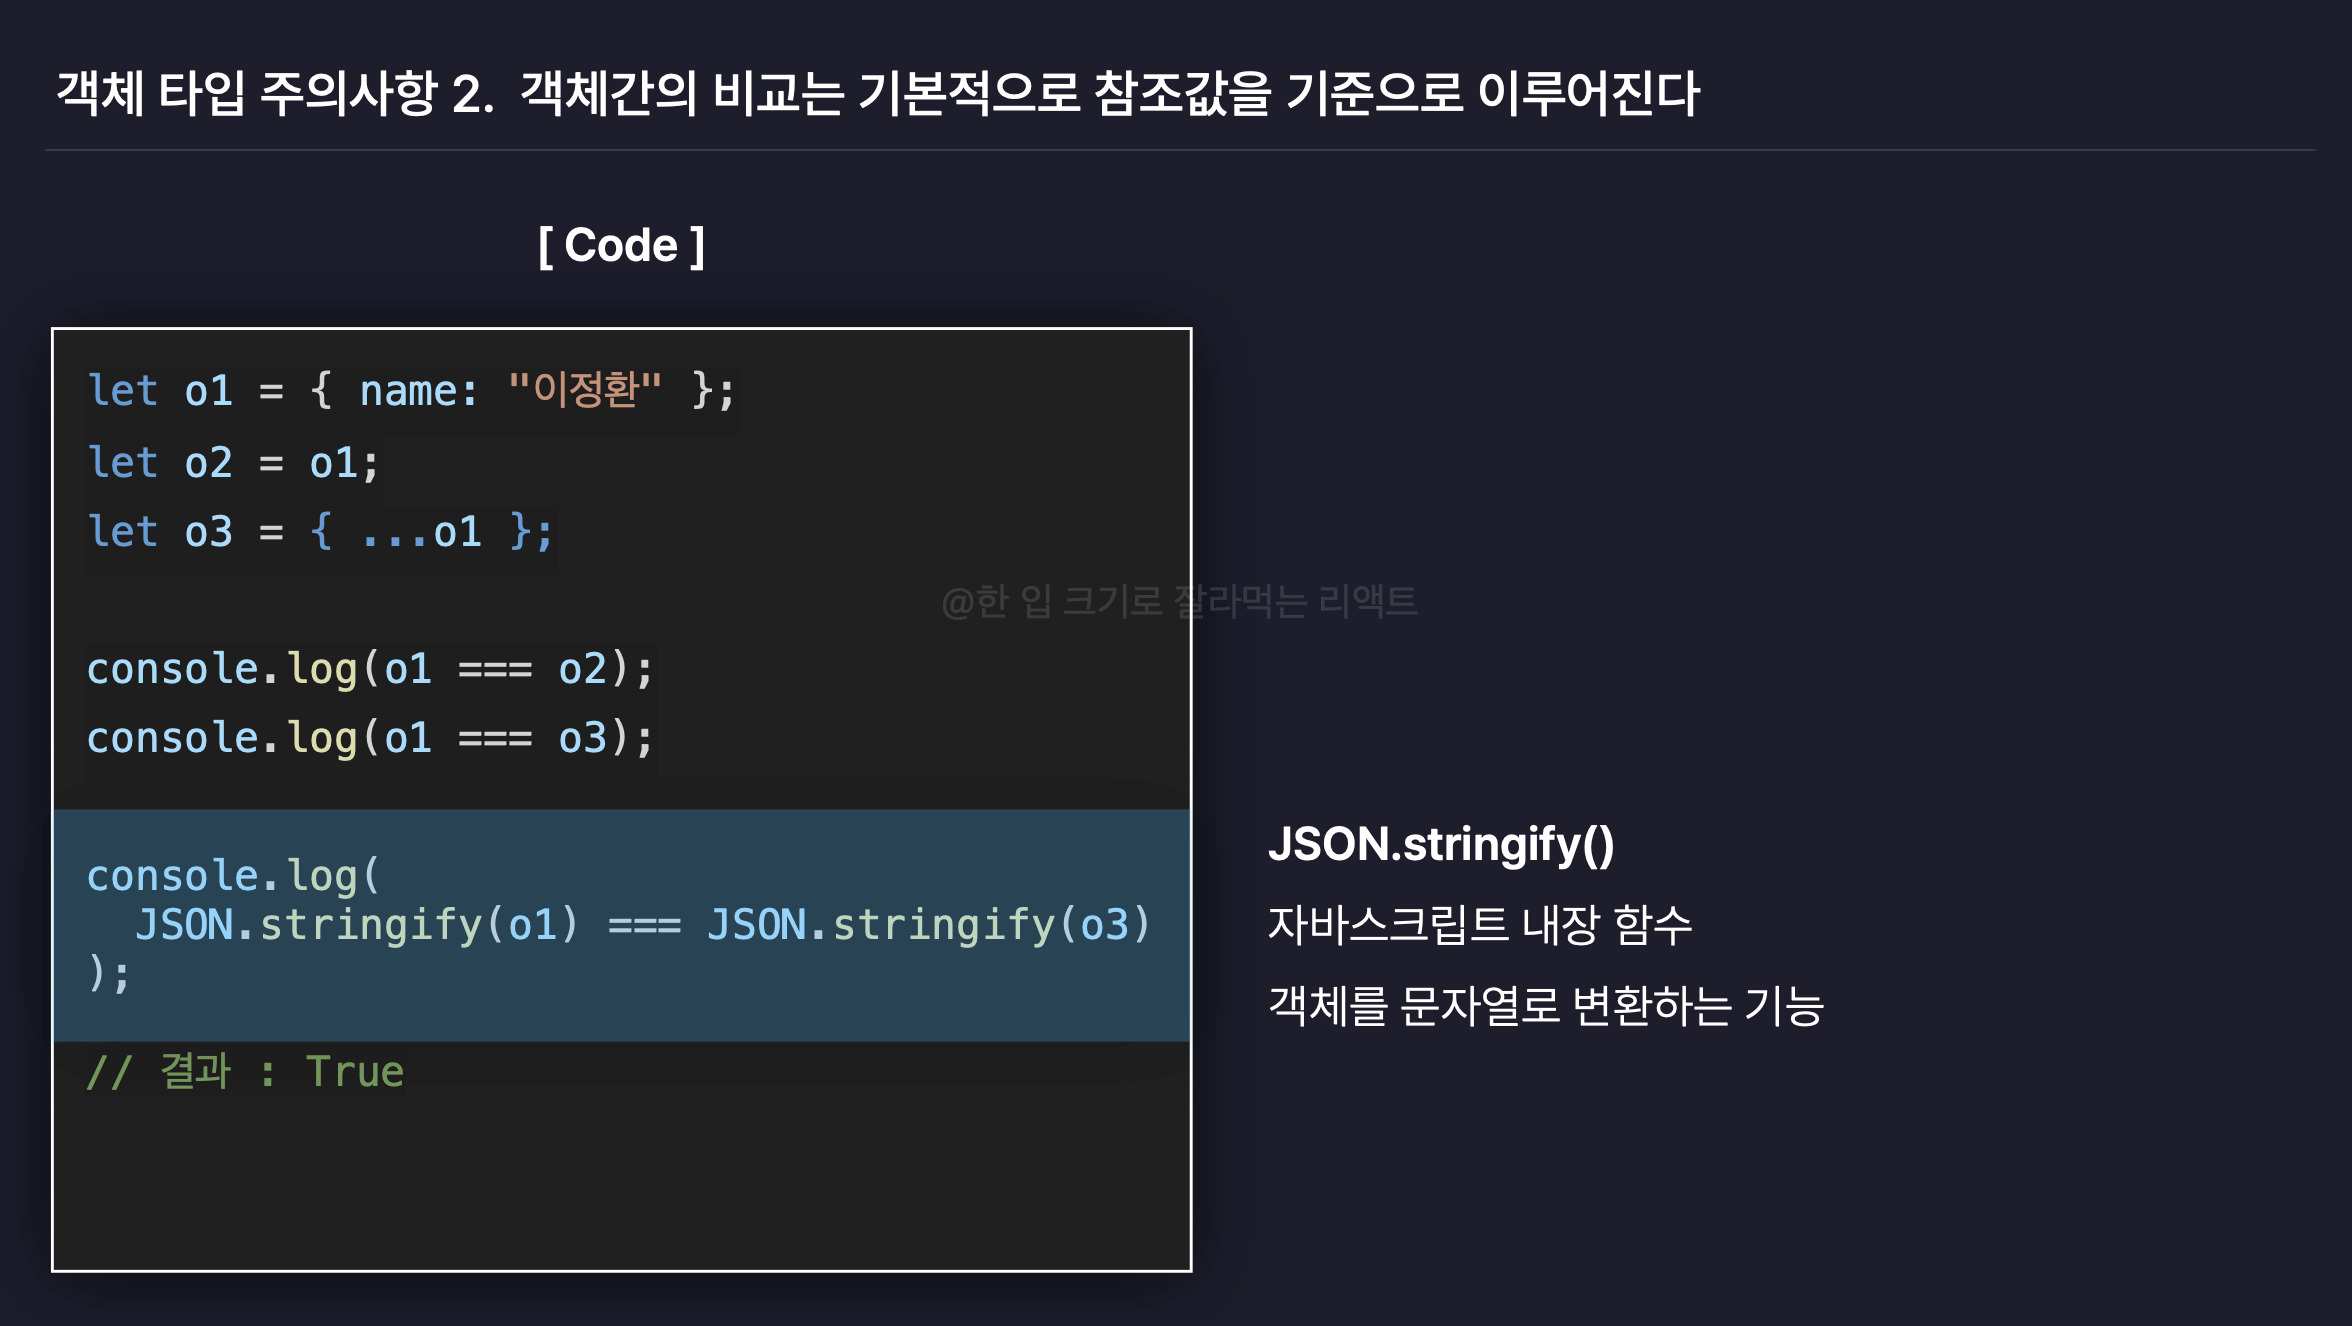 객체 타입 주의사항 2. 객체간의 비교는 기본적으로 참조값을 기준으로 이루어진다
[ Code ]
let o1 = { name: "이정환" };
let o2 = o1;
let o3 = { ...o1 };
@한 입 크기로 잘라먹는 리액트
console.log(o1 === o2);
console.log(o1 === o3);
console.log(
  JSON.stringify(o1) === JSON.stringify(o3)
);
// 결과 : True
JSON.stringify()
자바스크립트 내장 함수
객체를 문자열로 변환하는 기능